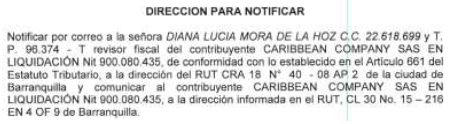 DIRECCION PARA NOTIFICAR
Notificar por correo a la señora DIANA LUCIA MORA DE LA HOZ C.C. 22.618.699 y T.
P. 96.374 - T revisor fiscal del contribuyente CARIBBEAN COMPANY SAS EN
LIQUIDACIÓN Nit 900.080.435, de conformidad con lo establecido en el Artículo 661 del
Estatuto Tributario, a la dirección del RUT CRA 18 N° 40 - 08 AP 2 de la ciudad de
Barranquilla y comunicar al contribuyente CARIBBEAN COMPANY SAS EN
LIQUIDACIÓN Nit 900.080.435, a la dirección informada en el RUT, CL 30 No. 15 – 216
EN 4 OF 9 de Barranquilla.